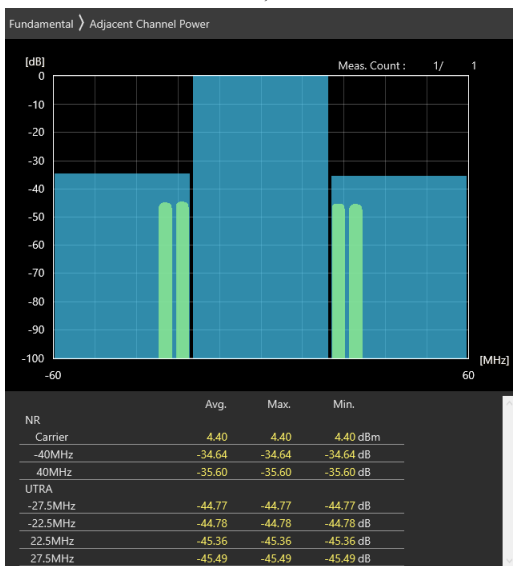 Fundamental 〉 Adjacent Channel Power
[dB]
Meas. Count : 1/ 1
0
-10
-20
-30
-40
-50
-60
-70
-80
-90
-100
[MHz]
-60 60
Avg. Max. Min.
NR
Carrier 4.40 4.40 4.40 dBm
-40MHz -34.64 -34.64 -34.64 dB
40MHz -35.60 -35.60 -35.60 dB
UTRA
-27.5MHz -44.77 -44.77 -44.77 dB
-22.5MHz -44.78 -44.78 -44.78 dB
22.5MHz -45.36 -45.36 -45.36 dB
27.5MHz -45.49 -45.49 -45.49 dB